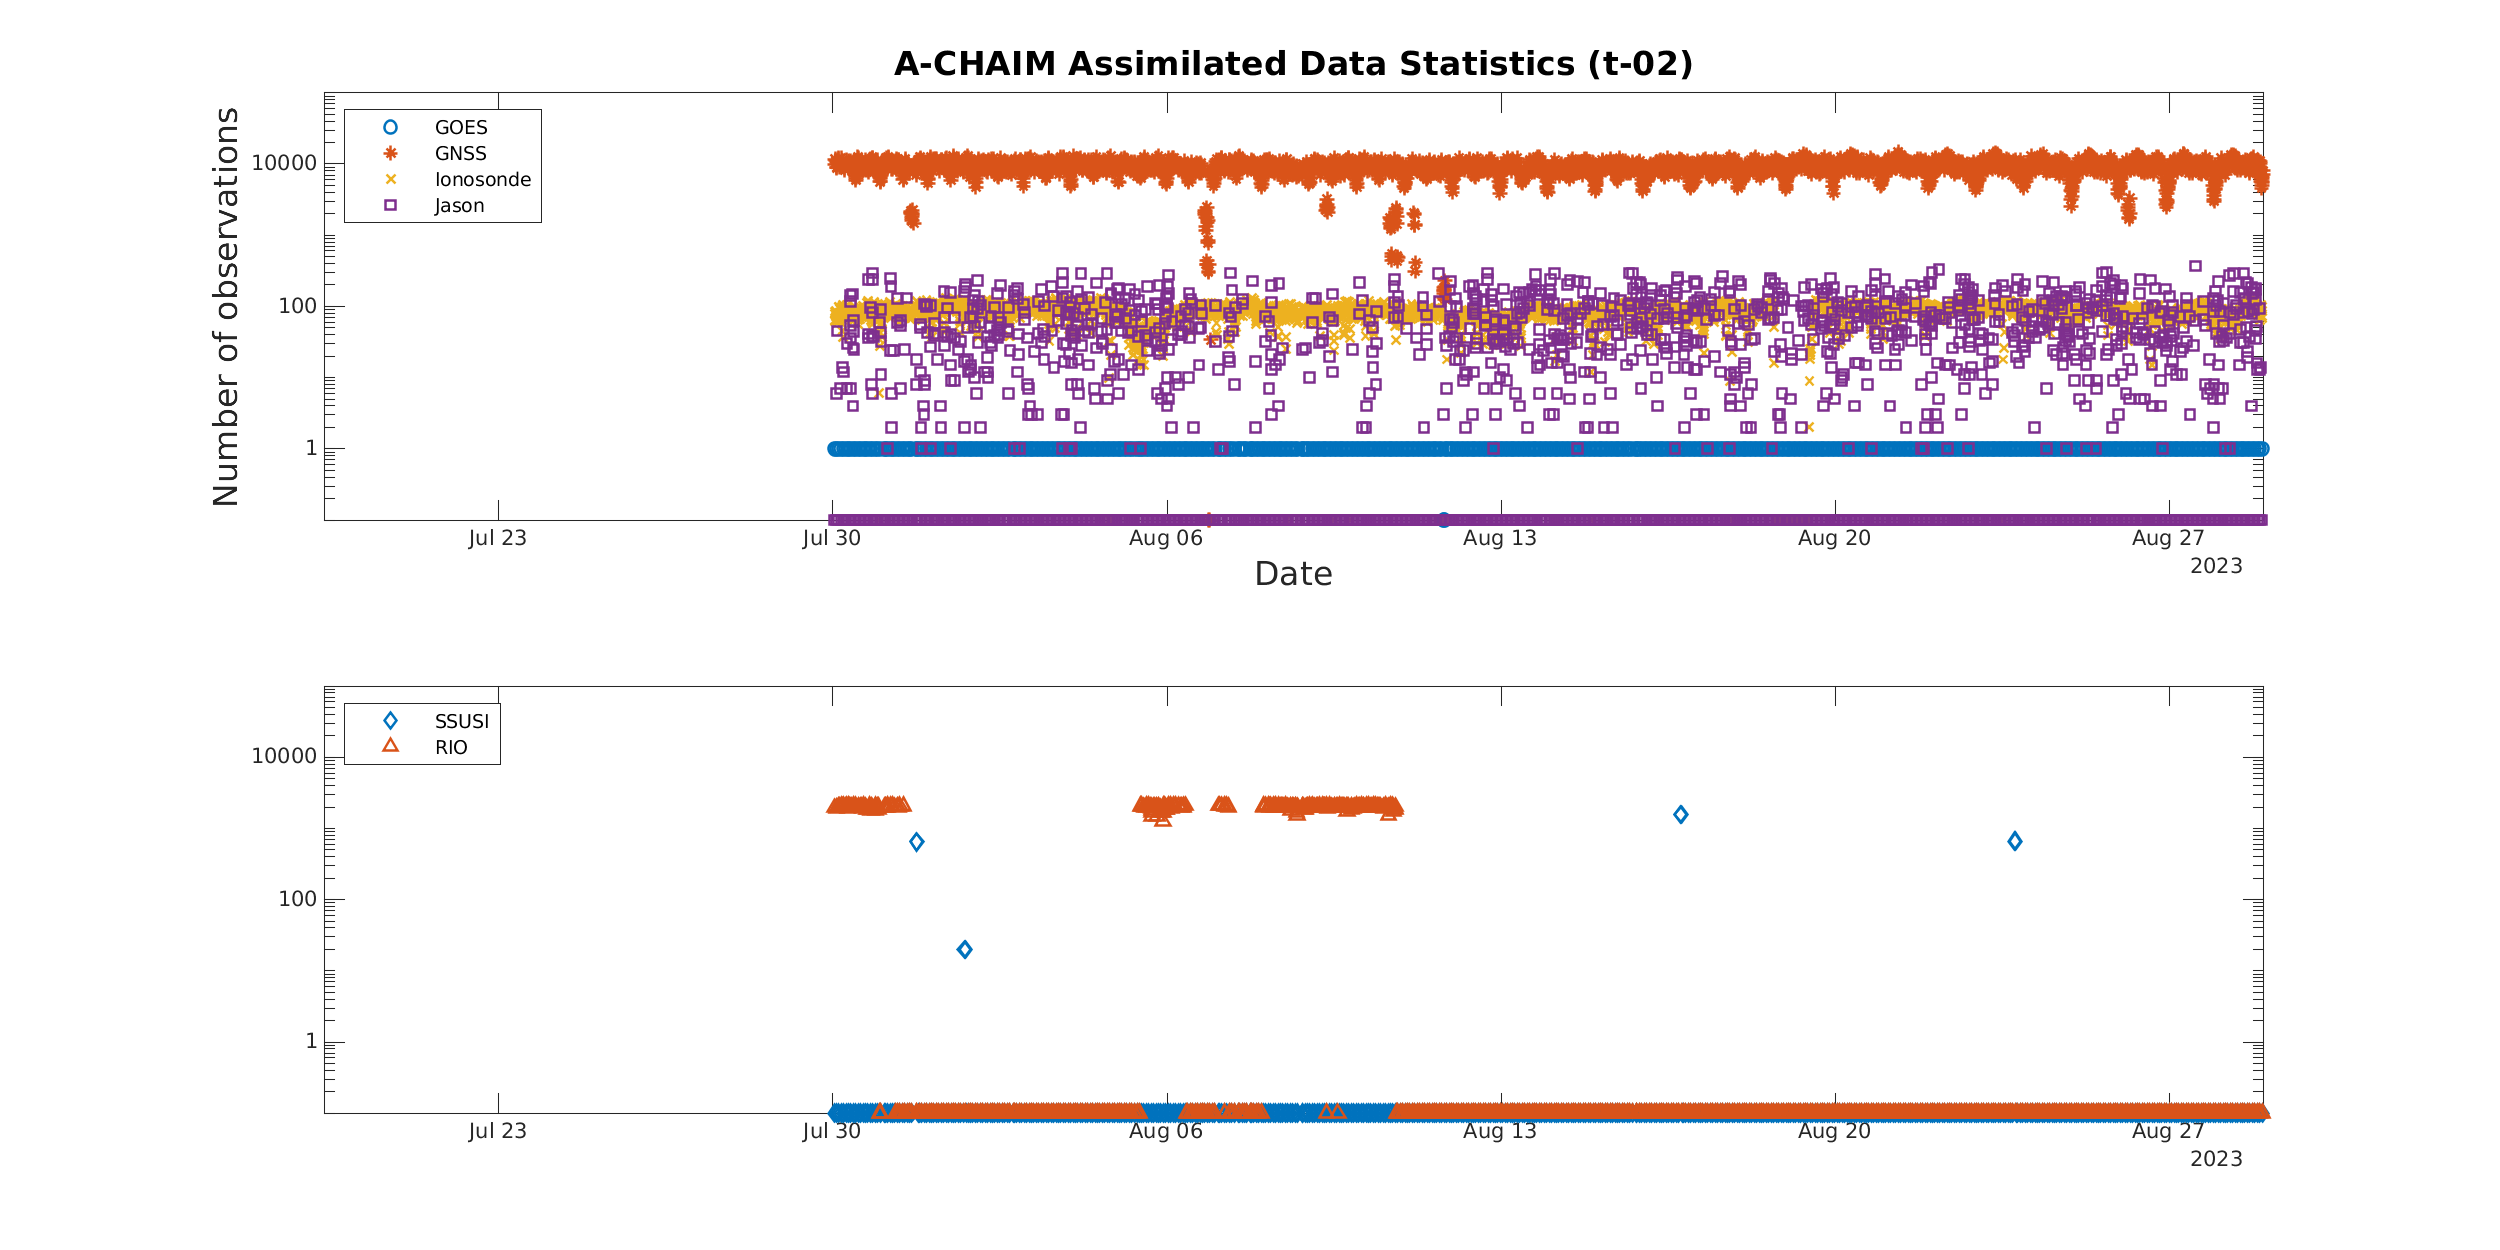 A-CHAIM Assimilated Data Statistics (t-02)
Number of observations
10000
100
1
GOES
GNSS
Ionosonde
Jason
Jul 23
Jul 30
Aug 06
Aug 13
Aug 20
Aug 27
2023
Date
10000
100
1
SSUSI
RIO
Jul 23
Jul 30
Aug 06
Aug 13
Aug 20
Aug 27
2023